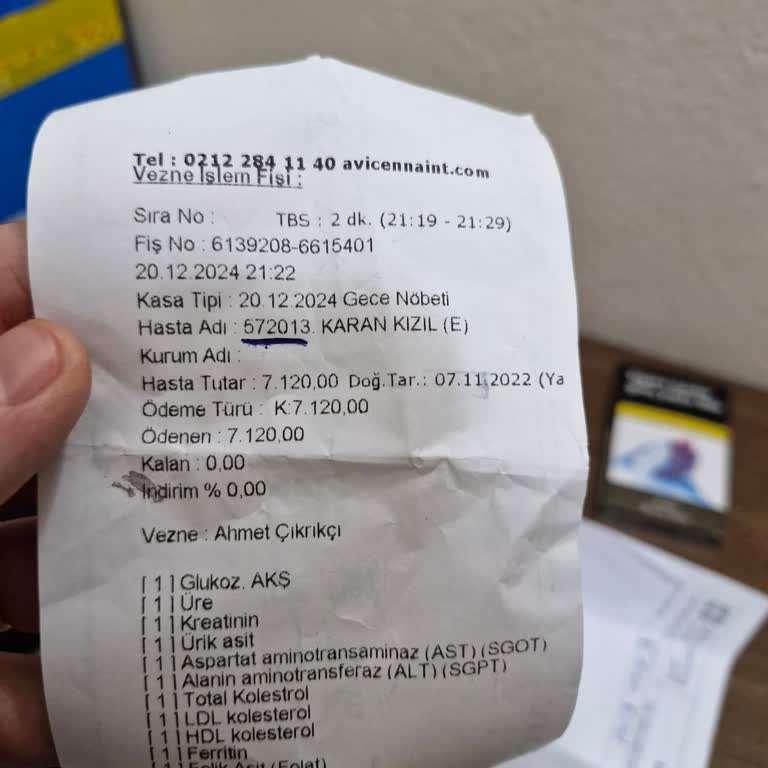 Tel : 0212 284 11 40 avicennaint.com
Vezne İşlem Fişi :
Sıra No : TBS : 2 dk. (21:19 - 21:29)
Fiş No : 6139208-6615401
20.12.2024 21:22
Kasa Tipi : 20.12.2024 Gece Nöbeti
Hasta Adı : 572013. KARAN KIZIL (E)
Kurum Adı :
Hasta Tutar : 7.120,00 Doğ.Tar.: 07.11.2022 (Ya
Ödeme Türü : K:7.120,00
Ödenen : 7.120,00
Kalan : 0,00
İndirim % 0,00
Vezne : Ahmet Çıkrıkçı
[ 1 ] Glukoz. AKŞ
[ 1 ] Üre
[ 1 ] Kreatinin
[ 1 ] Ürik asit
[ 1 ] Aspartat aminotransaminaz (AST) (SGOT)
[ 1 ] Alanin aminotransferaz (ALT) (SGPT)
[ 1 ] Total Kolestrol
[ 1 ] LDL kolesterol
[ 1 ] HDL kolesterol
[ 1 ] Ferritin
[ 1 ] Folik Asit (Folat)